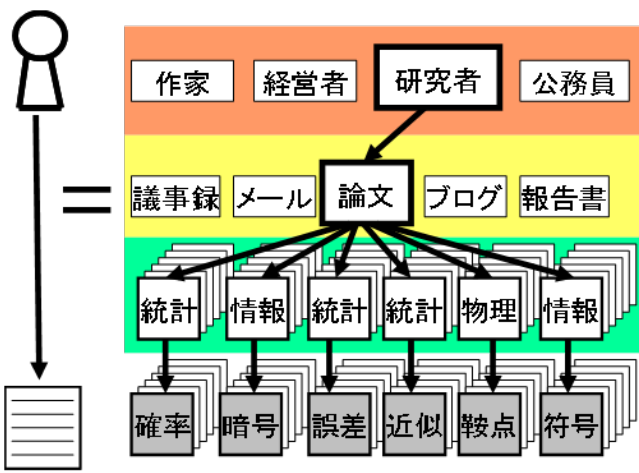 作家 経営者 研究者 公務員
議事録 メール 論文 ブログ 報告書
統計 情報 統計 統計 物理 情報
確率 暗号 誤差 近似 鞍点 符号